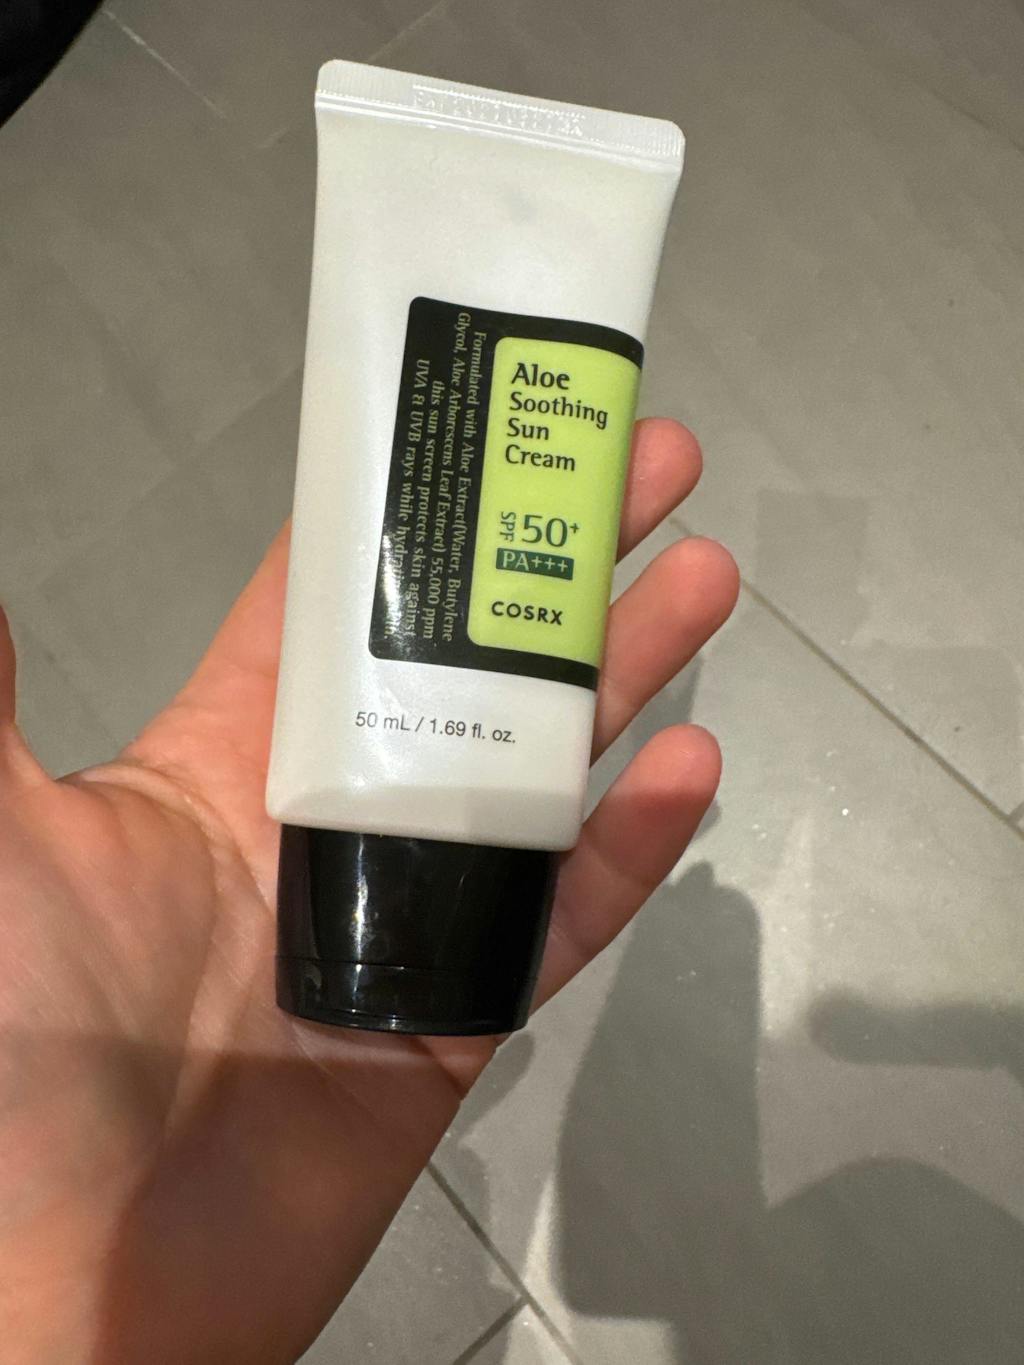 Aloe
Soothing
Sun
Cream
SPF 50+
PA+++
COSRX
Formulated with Aloe Extract(Water, Butylene
Glycol, Aloe Arborescens Leaf Extract) 55,000 ppm
this sun screen protects skin against
UVA & UVB rays while hydrating
50 mL / 1.69 fl. oz.